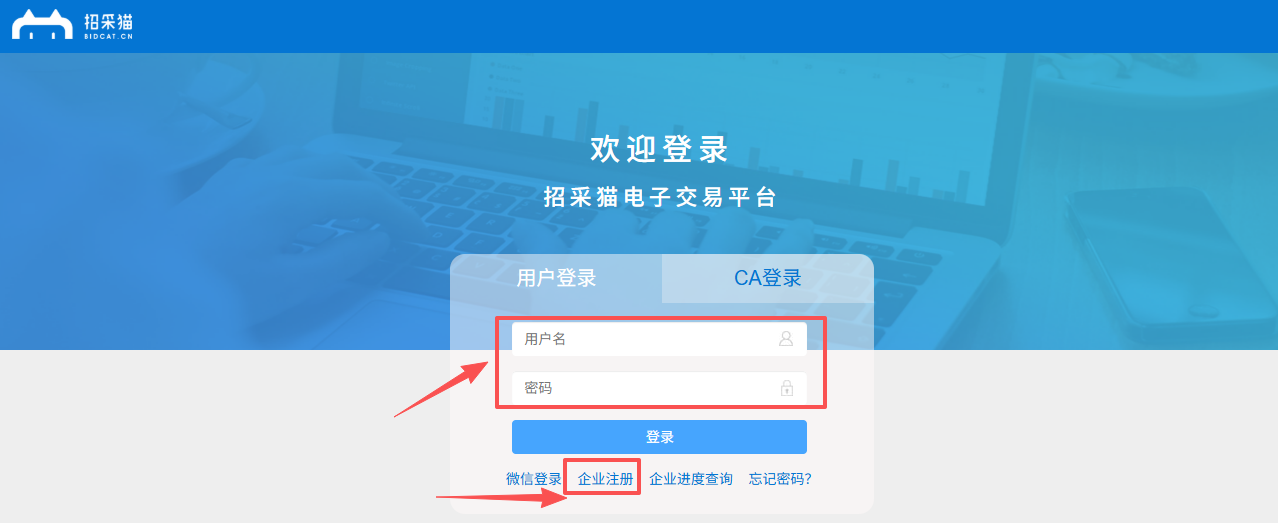 招采猫
BIDCAT.CN
欢迎登录
招采猫电子交易平台
用户登录 CA登录
用户名
密码
登录
微信登录 企业注册 企业进度查询 忘记密码?